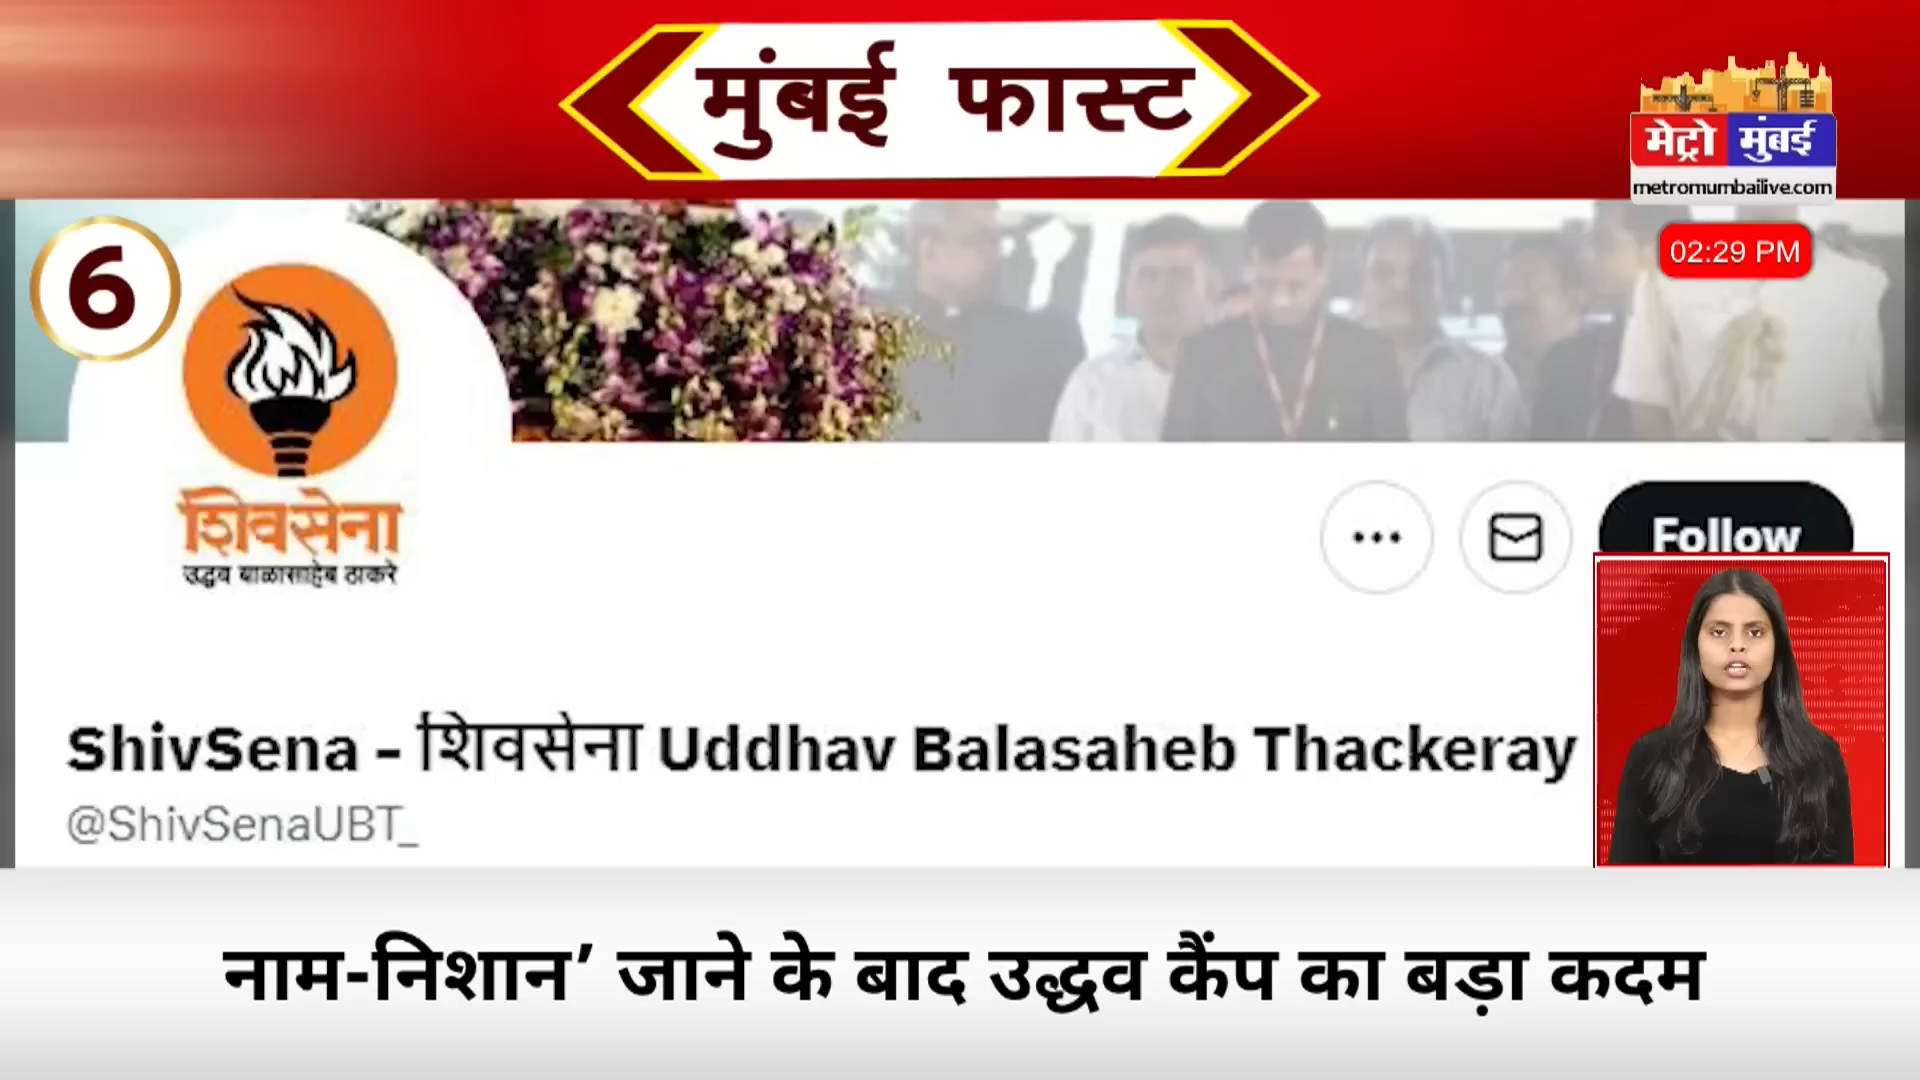 मुंबई फास्ट
मेट्रो मुंबई
metromumbailive.com
02:29 PM
6
शिवसेना
उद्धव बाळासाहेब ठाकरे
Follow
ShivSena - शिवसेना Uddhav Balasaheb Thackeray
@ShivSenaUBT_
नाम-निशान’ जाने के बाद उद्धव कैंप का बड़ा कदम